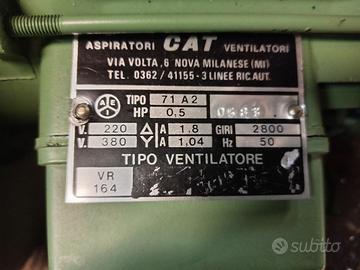 ASPIRATORI CAT VENTILATORI
VIA VOLTA, 6 NOVA MILANESE (MI)
TEL. 0362 / 41155 - 3 LINEE RIC. AUT.
TIPO 71 A2
HP 0,5
V. 220 A 1.8 GIRI 2800
V. 380 A 1,04 Hz 50
TIPO VENTILATORE
VR
164
subito